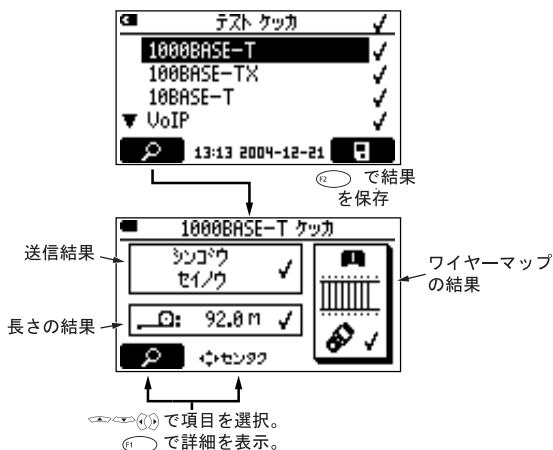 テスト ケッカ ✓
1000BASE-T ✓
100BASE-TX ✓
10BASE-T ✓
▼ VoIP ✓
13:13 2004-12-21
F2 で結果
を保存
1000BASE-T ケッカ
送信結果
シンゴウ
セイノウ ✓
ワイヤーマップ
の結果
長さの結果
: 92.0 m ✓
✓
センタク
で項目を選択。
F1 で詳細を表示。